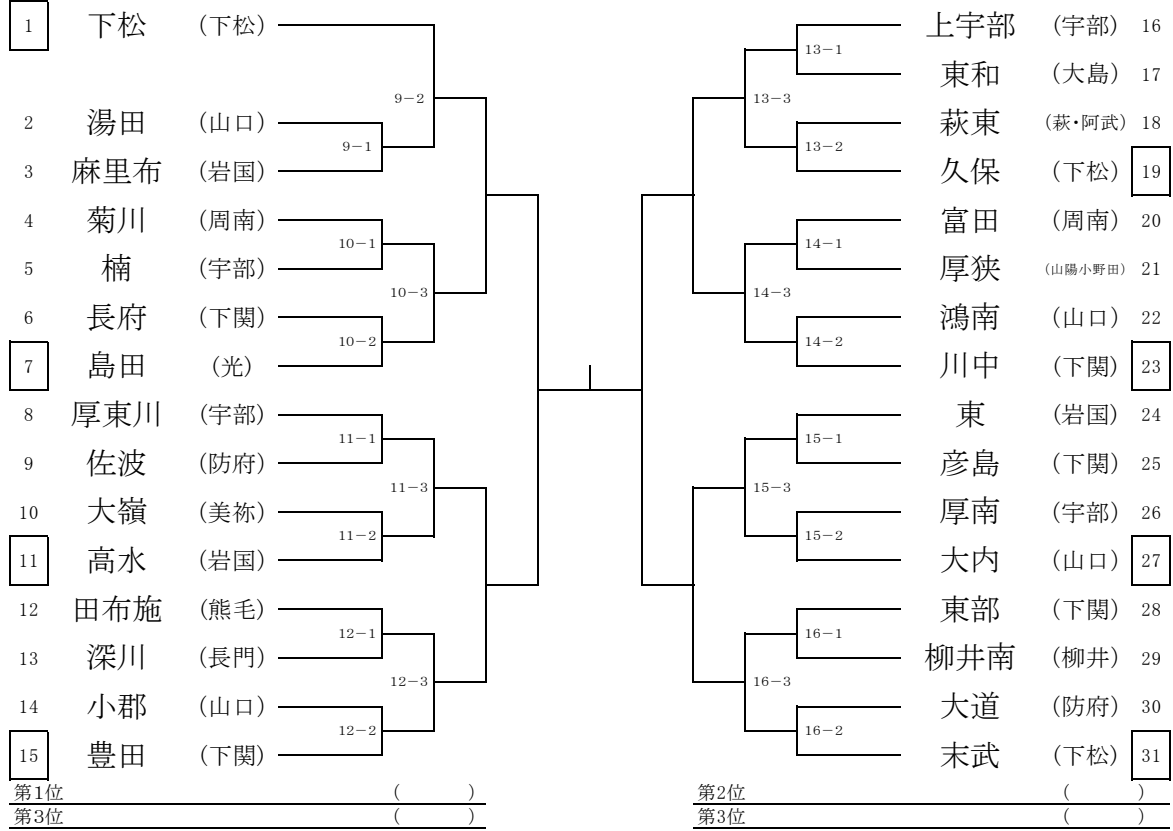 1 下松 (下松)
9-2
2 湯田 (山口)
9-1
3 麻里布 (岩国)
4 菊川 (周南)
10-1
5 楠 (宇部)
10-3
6 長府 (下関)
10-2
7 島田 (光)
8 厚東川 (宇部)
11-1
9 佐波 (防府)
11-3
10 大嶺 (美祢)
11-2
11 高水 (岩国)
12 田布施 (熊毛)
12-1
13 深川 (長門)
12-3
14 小郡 (山口)
12-2
15 豊田 (下関)
上宇部 (宇部) 16
13-1
東和 (大島) 17
13-3
萩東 (萩・阿武) 18
13-2
久保 (下松) 19
富田 (周南) 20
14-1
厚狭 (山陽小野田) 21
14-3
鴻南 (山口) 22
14-2
川中 (下関) 23
東 (岩国) 24
15-1
彦島 (下関) 25
15-3
厚南 (宇部) 26
15-2
大内 (山口) 27
東部 (下関) 28
16-1
柳井南 (柳井) 29
16-3
大道 (防府) 30
16-2
末武 (下松) 31
第1位 ( )
第3位 ( )
第2位 ( )
第3位 ( )